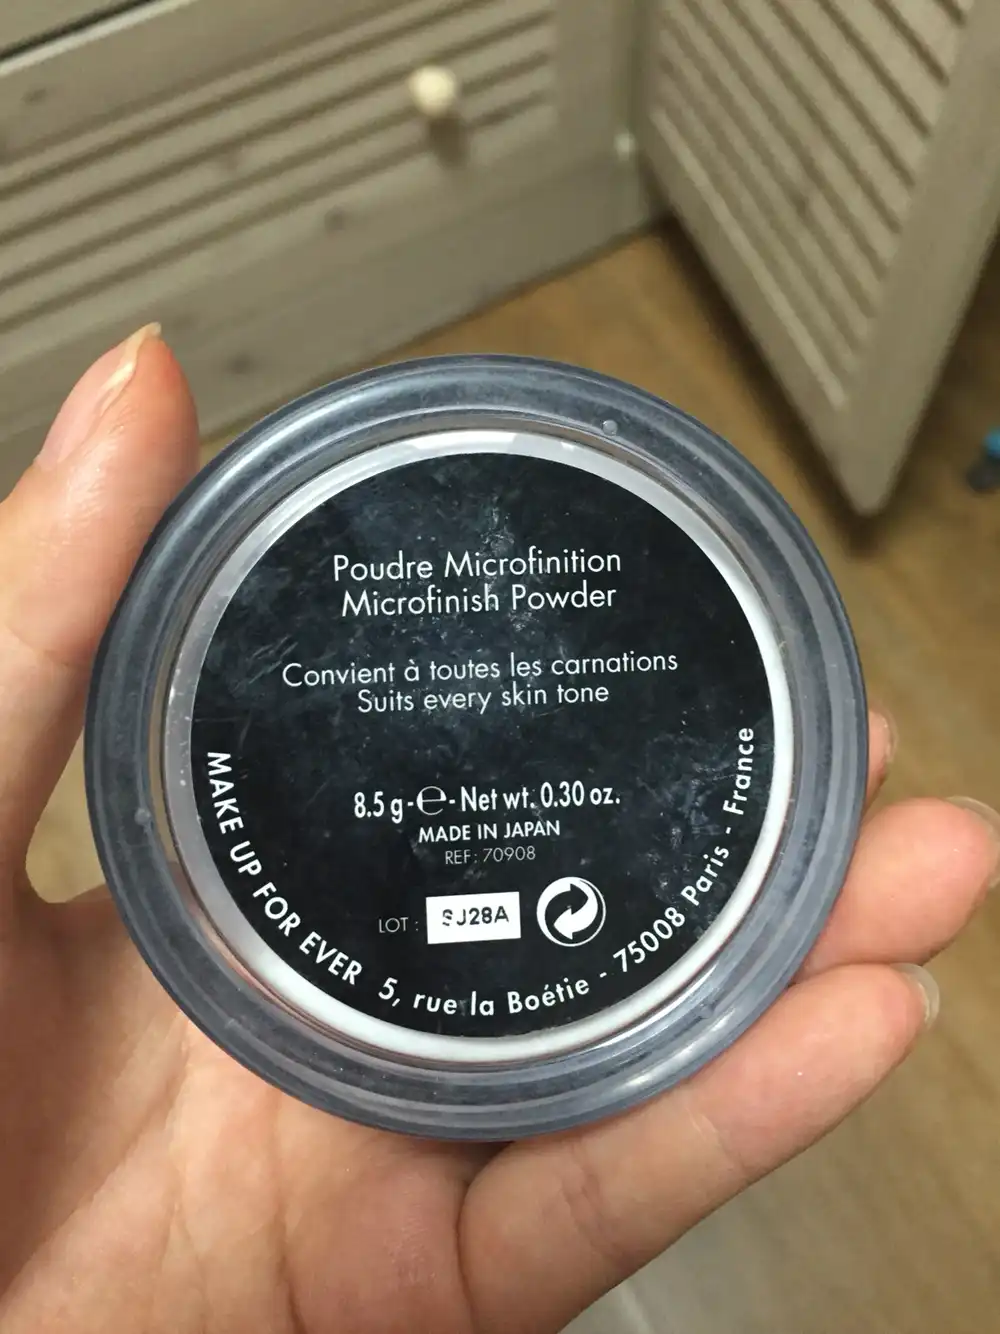 Poudre Microfinition
Microfinish Powder
Convient à toutes les carnations
Suits every skin tone
8.5 g - e - Net wt. 0.30 oz.
MADE IN JAPAN
REF: 70908
LOT : SJ28A
MAKE UP FOR EVER 5, rue la Boétie - 75008 Paris - France